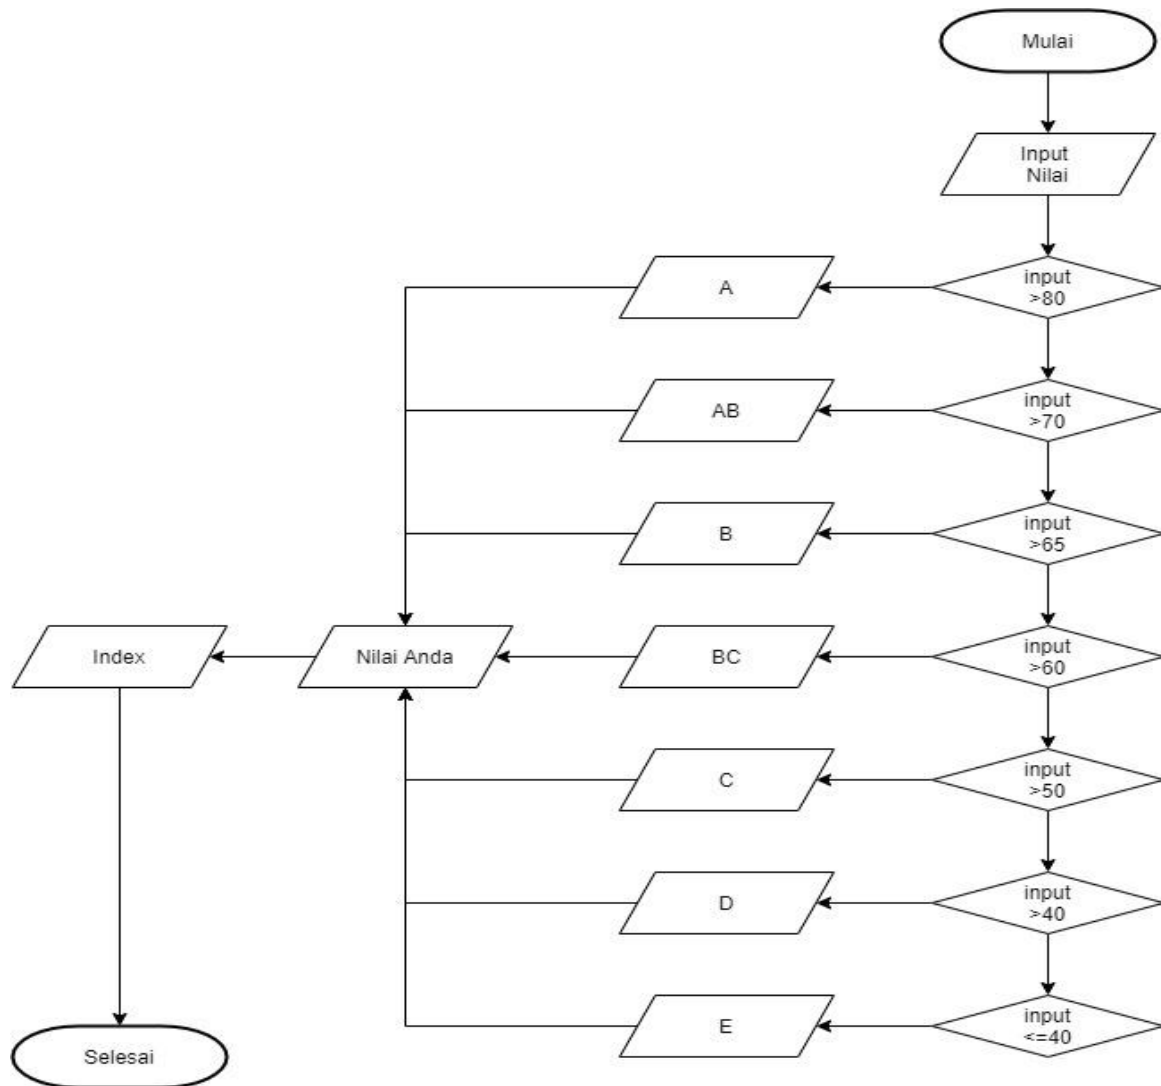 Mulai
Input
Nilai
A
input
>80
AB
input
>70
B
input
>65
Index
Nilai Anda
BC
input
>60
C
input
>50
D
input
>40
E
input
<=40
Selesai